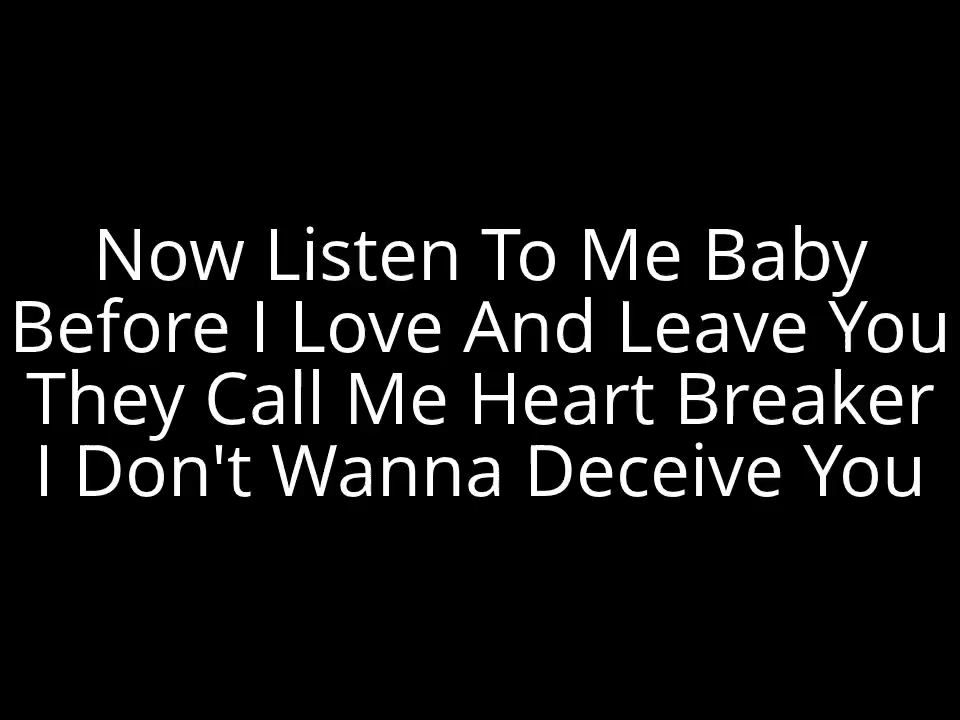 Now Listen To Me Baby
Before I Love And Leave You
They Call Me Heart Breaker
I Don't Wanna Deceive You